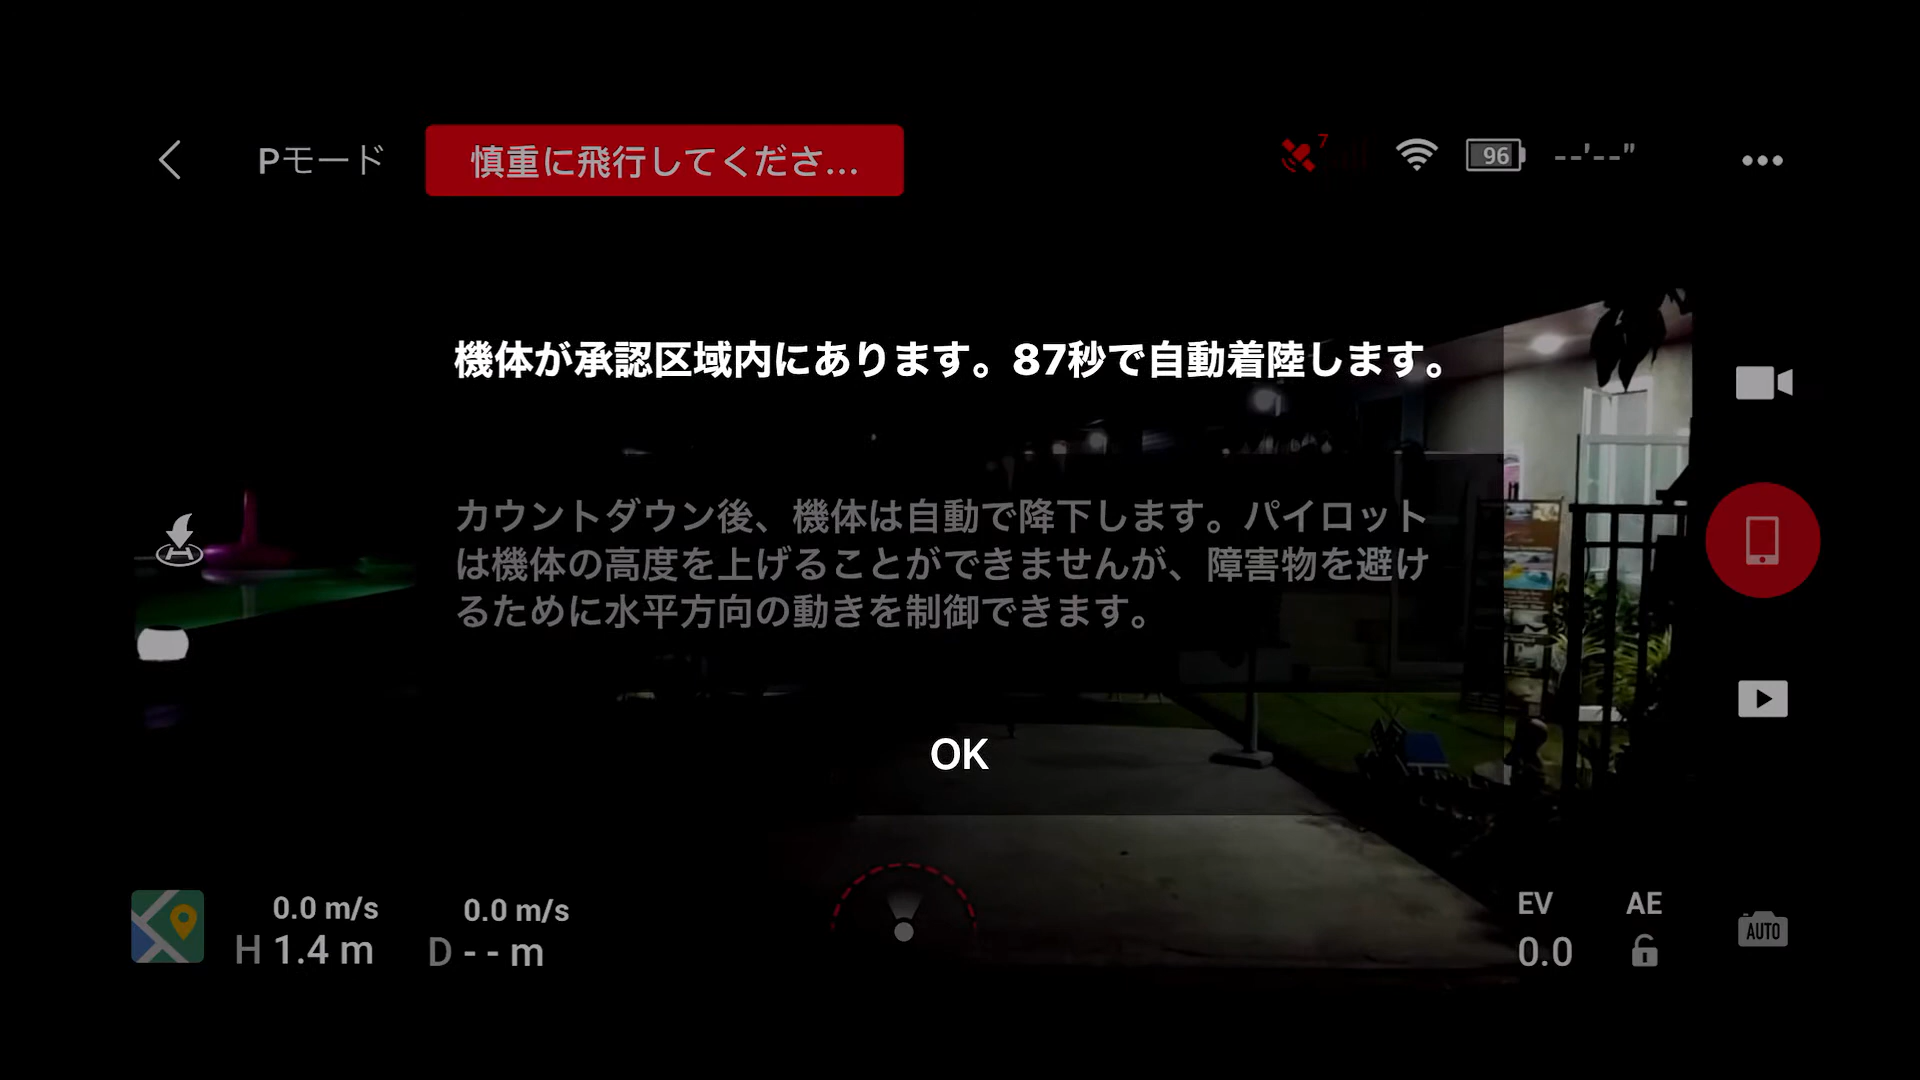 Pモード
慎重に飛行してくださ...
7
96
--'--"
機体が承認区域内にあります。87秒で自動着陸します。
カウントダウン後、機体は自動で降下します。パイロット
は機体の高度を上げることができませんが、障害物を避け
るために水平方向の動きを制御できます。
OK
0.0 m/s
0.0 m/s
H 1.4 m
D - - m
EV
AE
0.0
AUTO